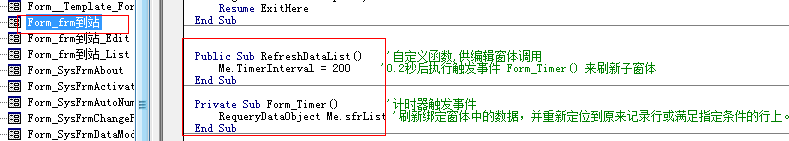 Form__Template_For
Form_frm到站
Form_frm到站_Edit
Form_frm到站_List
Form_SysFrmAbout
Form_SysFrmActivat
Form_SysFrmAutoNum
Form_SysFrmChangeP
Form_SysFrmDataMod
Resume ExitHere
End Sub
Public Sub RefreshDataList() '自定义函数,供编辑窗体调用
Me.TimerInterval = 200 '0.2秒后执行触发事件 Form_Timer() 来刷新子窗体
End Sub
Private Sub Form_Timer() '计时器触发事件
RequeryDataObject Me.sfrList '刷新绑定窗体中的数据，并重新定位到原来记录行或满足指定条件的行上。
End Sub